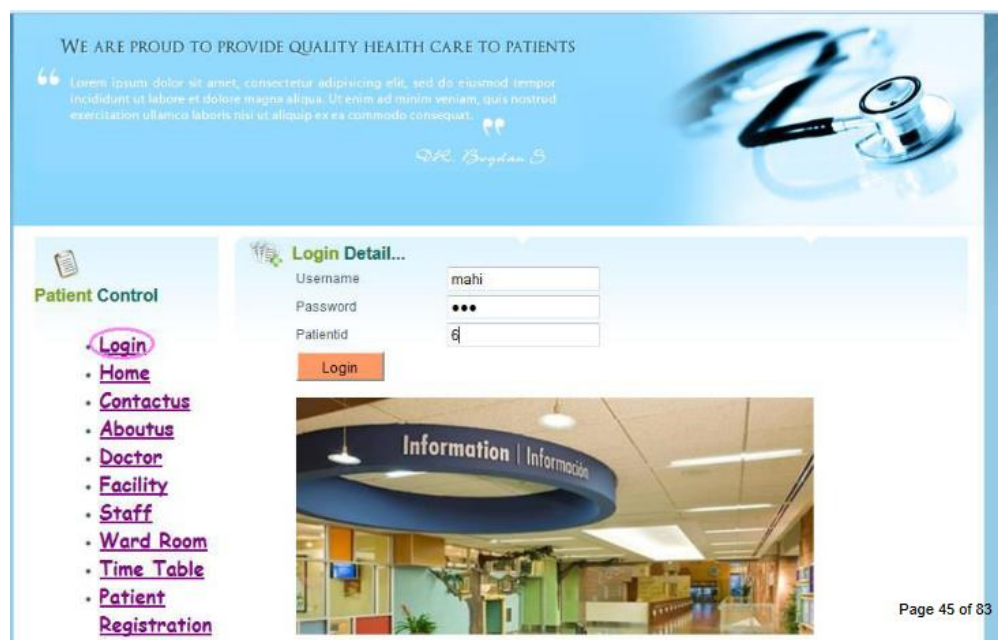 WE ARE PROUD TO PROVIDE QUALITY HEALTH CARE TO PATIENTS
“ Lorem ipsum dolor sit amet, consectetur adipisicing elit, sed do eiusmod tempor
incididunt ut labore et dolore magna aliqua. Ut enim ad minim veniam, quis nostrud
exercitation ullamco laboris nisi ut aliquip ex ea commodo consequat. ”
DR. Bogdan S
Patient Control
Login
Home
Contactus
Aboutus
Doctor
Facility
Staff
Ward Room
Time Table
Patient
Registration
Login Detail...
Username mahi
Password •••
Patientid 6
Login
Information | Información
Page 45 of 83